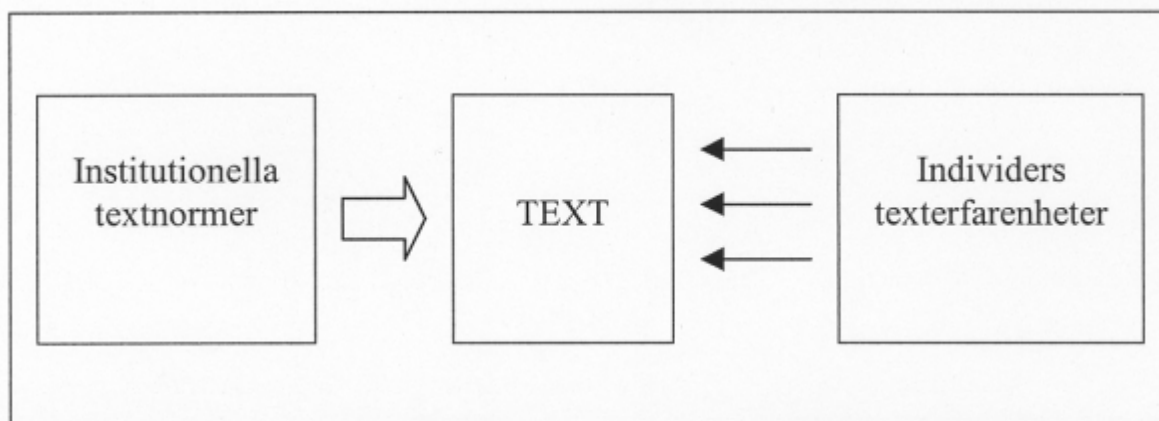 Institutionella
textnormer
TEXT
Individers
texterfarenheter